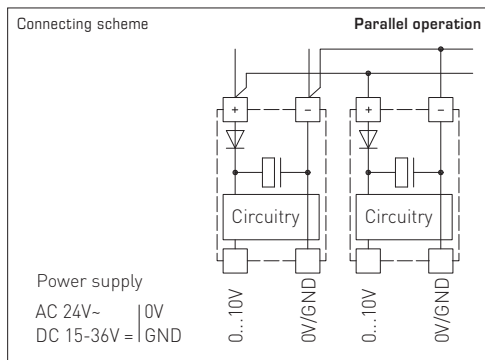 Connecting scheme
Parallel operation
+ − + −
Circuitry Circuitry
Power supply
AC 24V~ 0V
DC 15-36V = GND
0...10V
0V/GND
0...10V
0V/GND